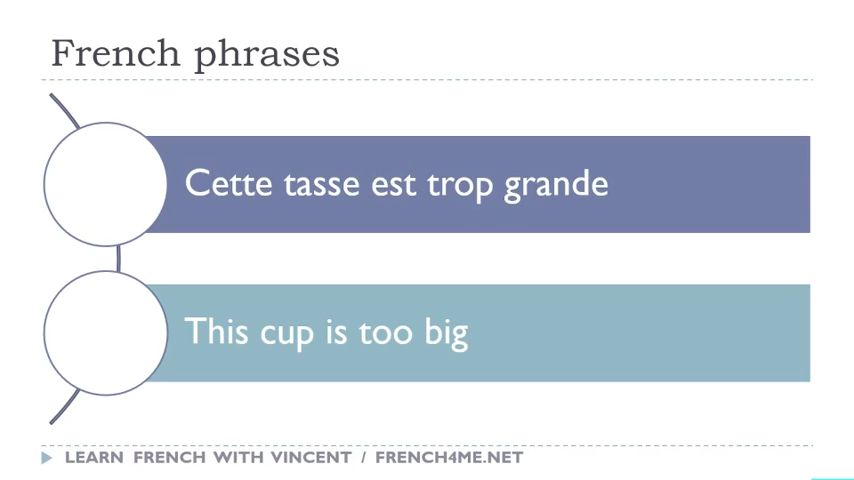 French phrases
Cette tasse est trop grande
This cup is too big
LEARN FRENCH WITH VINCENT / FRENCH4ME.NET